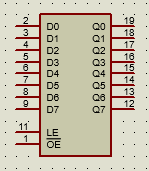 2 D0 Q0 19
3 D1 Q1 18
4 D2 Q2 17
5 D3 Q3 16
6 D4 Q4 15
7 D5 Q5 14
8 D6 Q6 13
9 D7 Q7 12
11 LE
1 OE